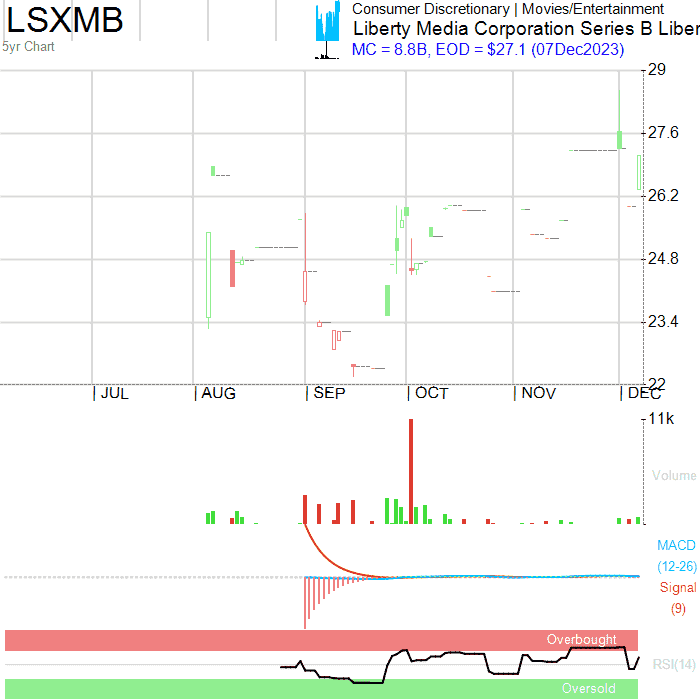 LSXMB
5yr Chart
Consumer Discretionary | Movies/Entertainment
Liberty Media Corporation Series B Liber
MC = 8.8B, EOD = $27.1 (07Dec2023)
29
27.6
26.2
24.8
23.4
22
| JUL | AUG | SEP | OCT | NOV | DEC
11k
Volume
MACD
(12-26)
Signal
(9)
Overbought
RSI(14)
Oversold